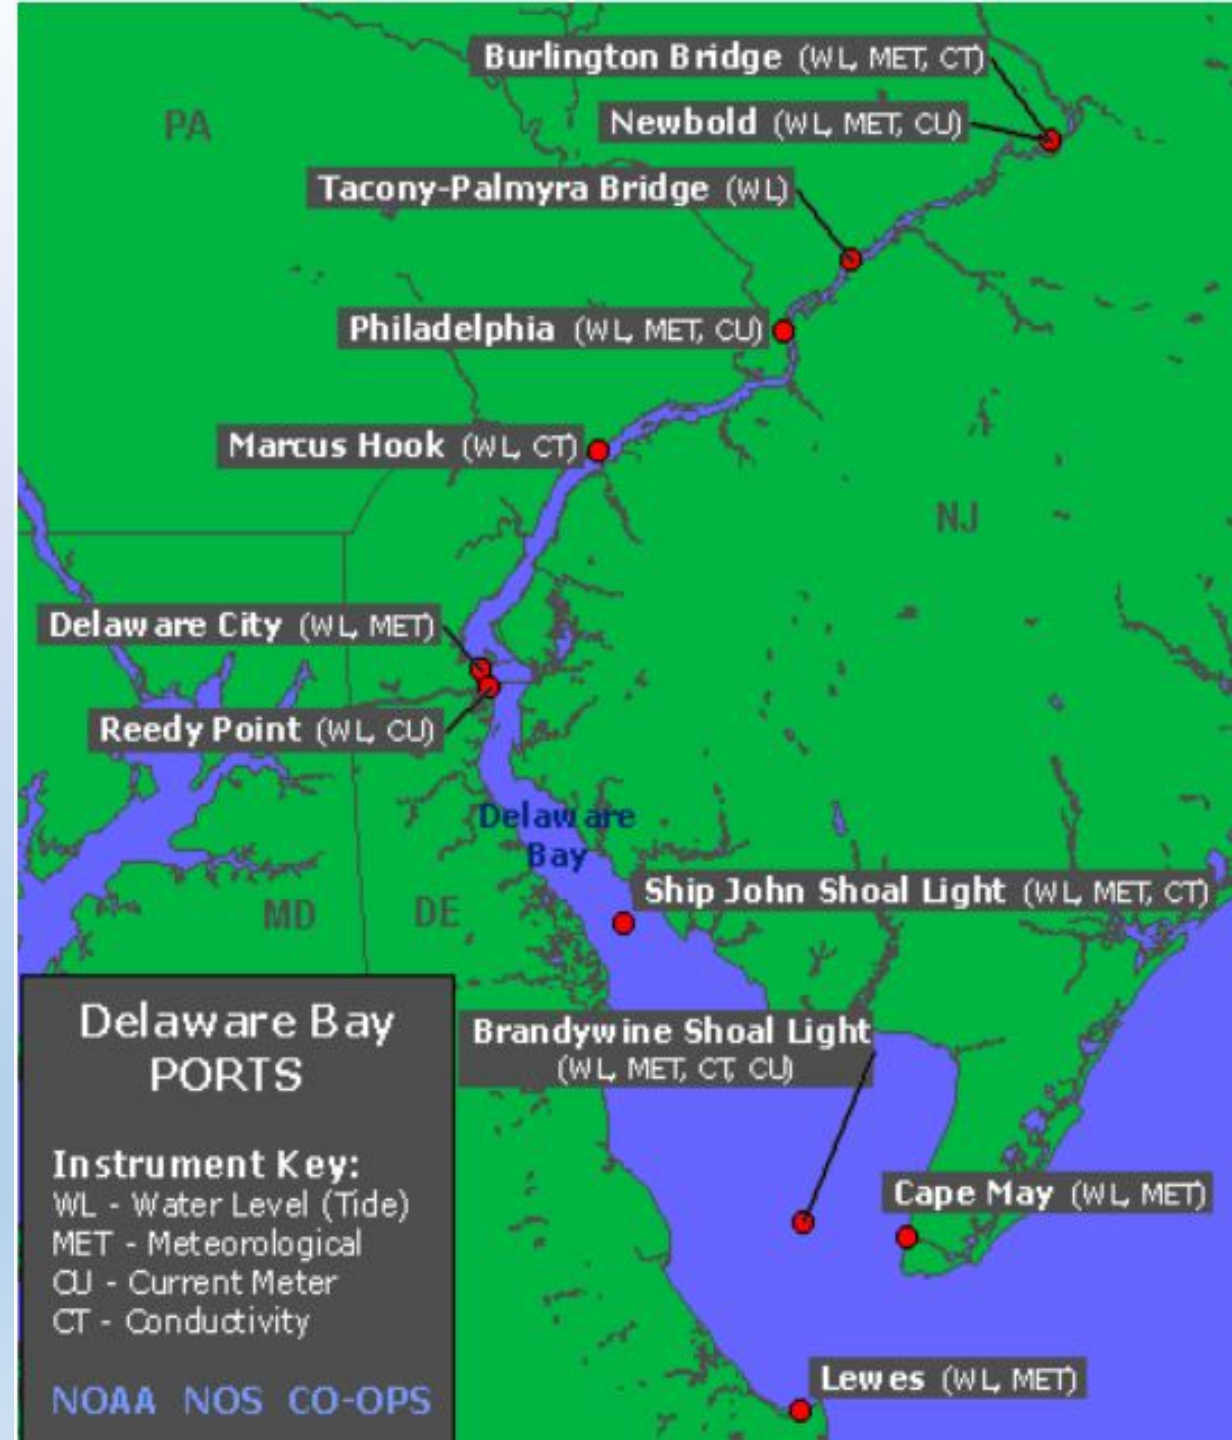 Burlington Bridge (WL, MET, CT)
PA
Newbold (WL, MET, CU)
Tacony-Palmyra Bridge (WL)
Philadelphia (WL, MET, CU)
Marcus Hook (WL, CT)
NJ
Delaware City (WL, MET)
Reedy Point (WL, CU)
Delaware
Bay
Ship John Shoal Light (WL, MET, CT)
MD
DE
Brandywine Shoal Light
(WL, MET, CT, CU)
Cape May (WL, MET)
Lewes (WL, MET)
Delaware Bay
PORTS
Instrument Key:
WL - Water Level (Tide)
MET - Meteorological
CU - Current Meter
CT - Conductivity
NOAA NOS CO-OPS